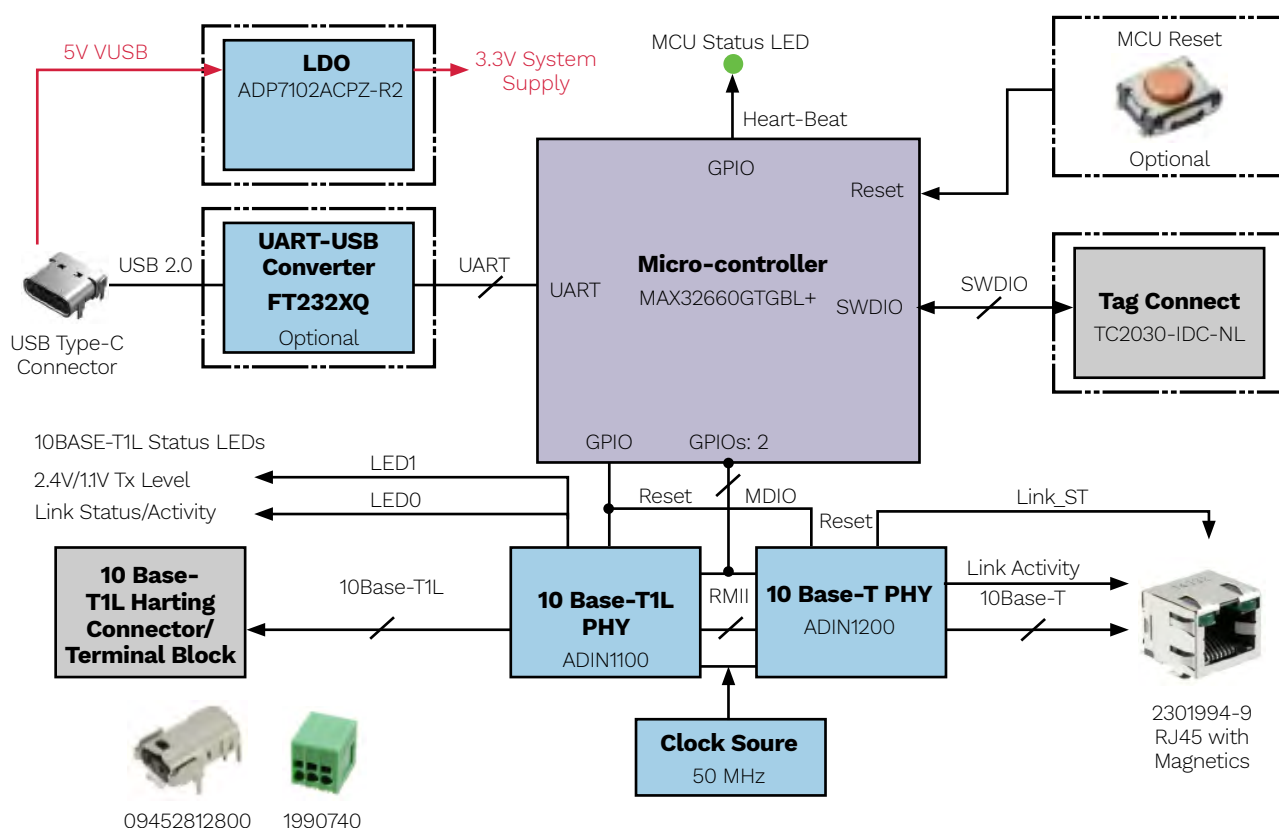 5V VUSB
LDO
ADP7102ACPZ-R2
3.3V System
Supply
MCU Status LED
Heart-Beat
MCU Reset
Optional
USB 2.0
USB Type-C
Connector
UART-USB
Converter
FT232XQ
Optional
UART
GPIO
Reset
UART
Micro-controller
MAX32660GTGBL+
SWDIO
GPIO
GPIOs: 2
SWDIO
Tag Connect
TC2030-IDC-NL
10BASE-T1L Status LEDs
2.4V/1.1V Tx Level
Link Status/Activity
LED1
LED0
Reset
MDIO
Reset
Link_ST
10 Base-
T1L Harting
Connector/
Terminal Block
10Base-T1L
10 Base-T1L
PHY
ADIN1100
RMII
10 Base-T PHY
ADIN1200
Link Activity
10Base-T
Clock Soure
50 MHz
2301994-9
RJ45 with
Magnetics
09452812800
1990740